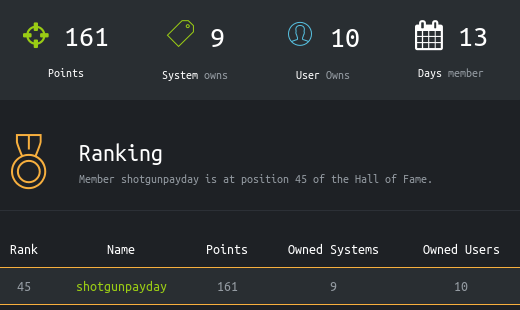 161 9 10 13
Points System owns User Owns Days member
Ranking
Member shotgunpayday is at position 45 of the Hall of Fame.
Rank Name Points Owned Systems Owned Users
45 shotgunpayday 161 9 10